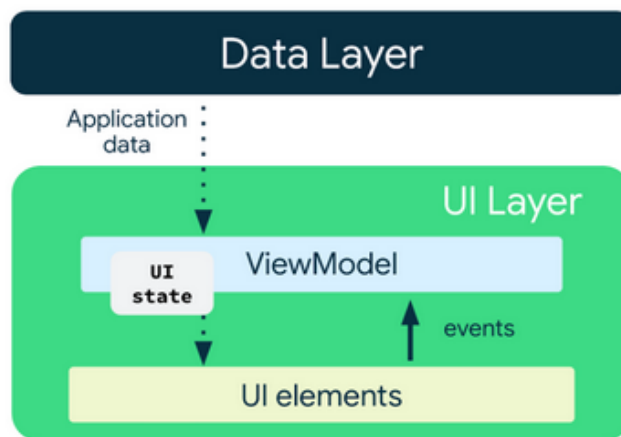 Data Layer
Application
data
UI Layer
ViewModel
UI
state
events
UI elements